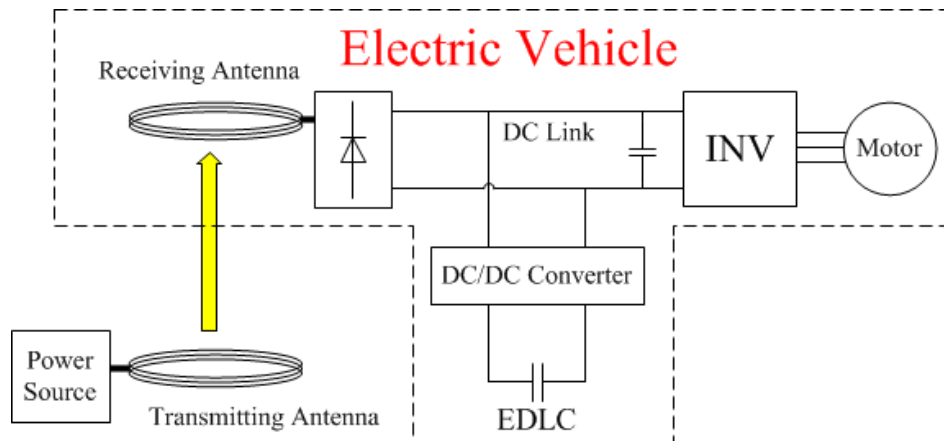 Electric Vehicle
Receiving Antenna
DC Link
INV
Motor
DC/DC Converter
Power
Source
Transmitting Antenna
EDLC